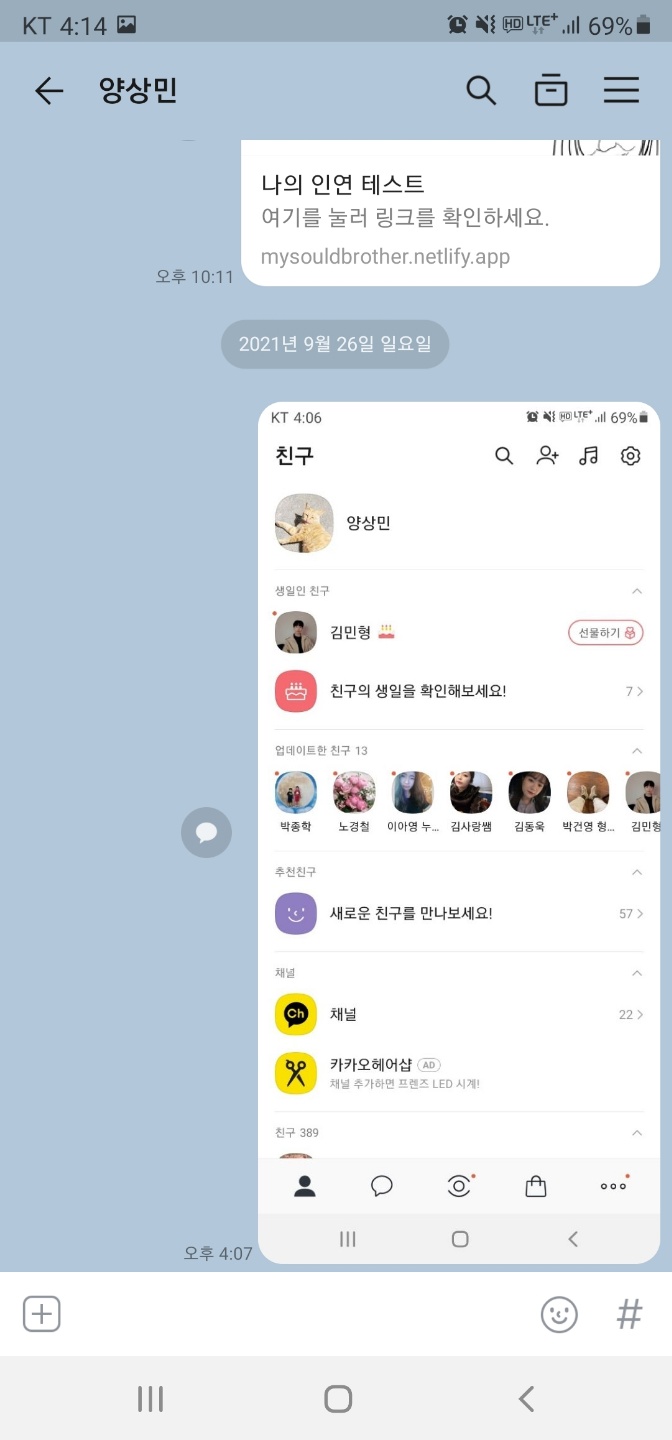 KT 4:14 HD LTE+ 69%
양상민
나의 인연 테스트
여기를 눌러 링크를 확인하세요.
mysouldbrother.netlify.app
오후 10:11
2021년 9월 26일 일요일
KT 4:06 HD LTE+ 69%
친구
양상민
생일인 친구
김민형
선물하기
친구의 생일을 확인해보세요!
7 >
업데이트한 친구 13
박종학 노경철 이아영 누... 김사랑쌤 김동욱 박건영 형... 김민형
추천친구
새로운 친구를 만나보세요!
57 >
채널
Ch
채널
22 >
카카오헤어샵 AD
채널 추가하면 프렌즈 LED 시계!
친구 389
오후 4:07
#